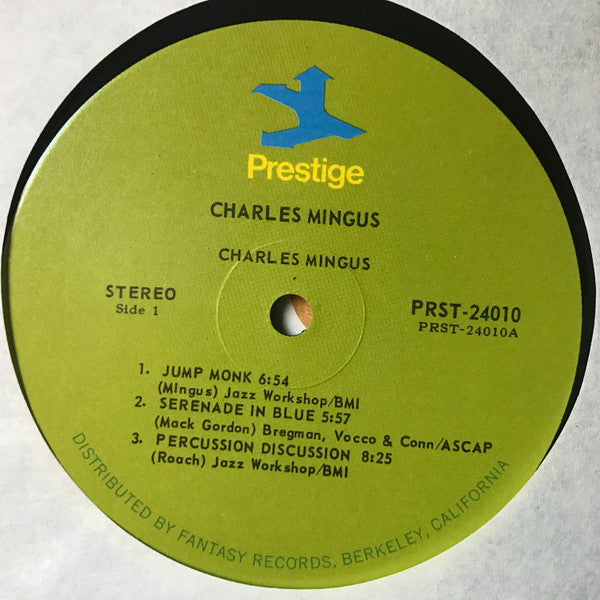 Prestige
CHARLES MINGUS
CHARLES MINGUS
STEREO
Side 1
PRST-24010
PRST-24010A
1. JUMP MONK 6:54
(Mingus) Jazz Workshop/BMI
2. SERENADE IN BLUE 5:57
(Mack Gordon) Bregman, Vocco & Conn/ASCAP
3. PERCUSSION DISCUSSION 8:25
(Roach) Jazz Workshop/BMI
DISTRIBUTED BY FANTASY RECORDS, BERKELEY, CALIFORNIA